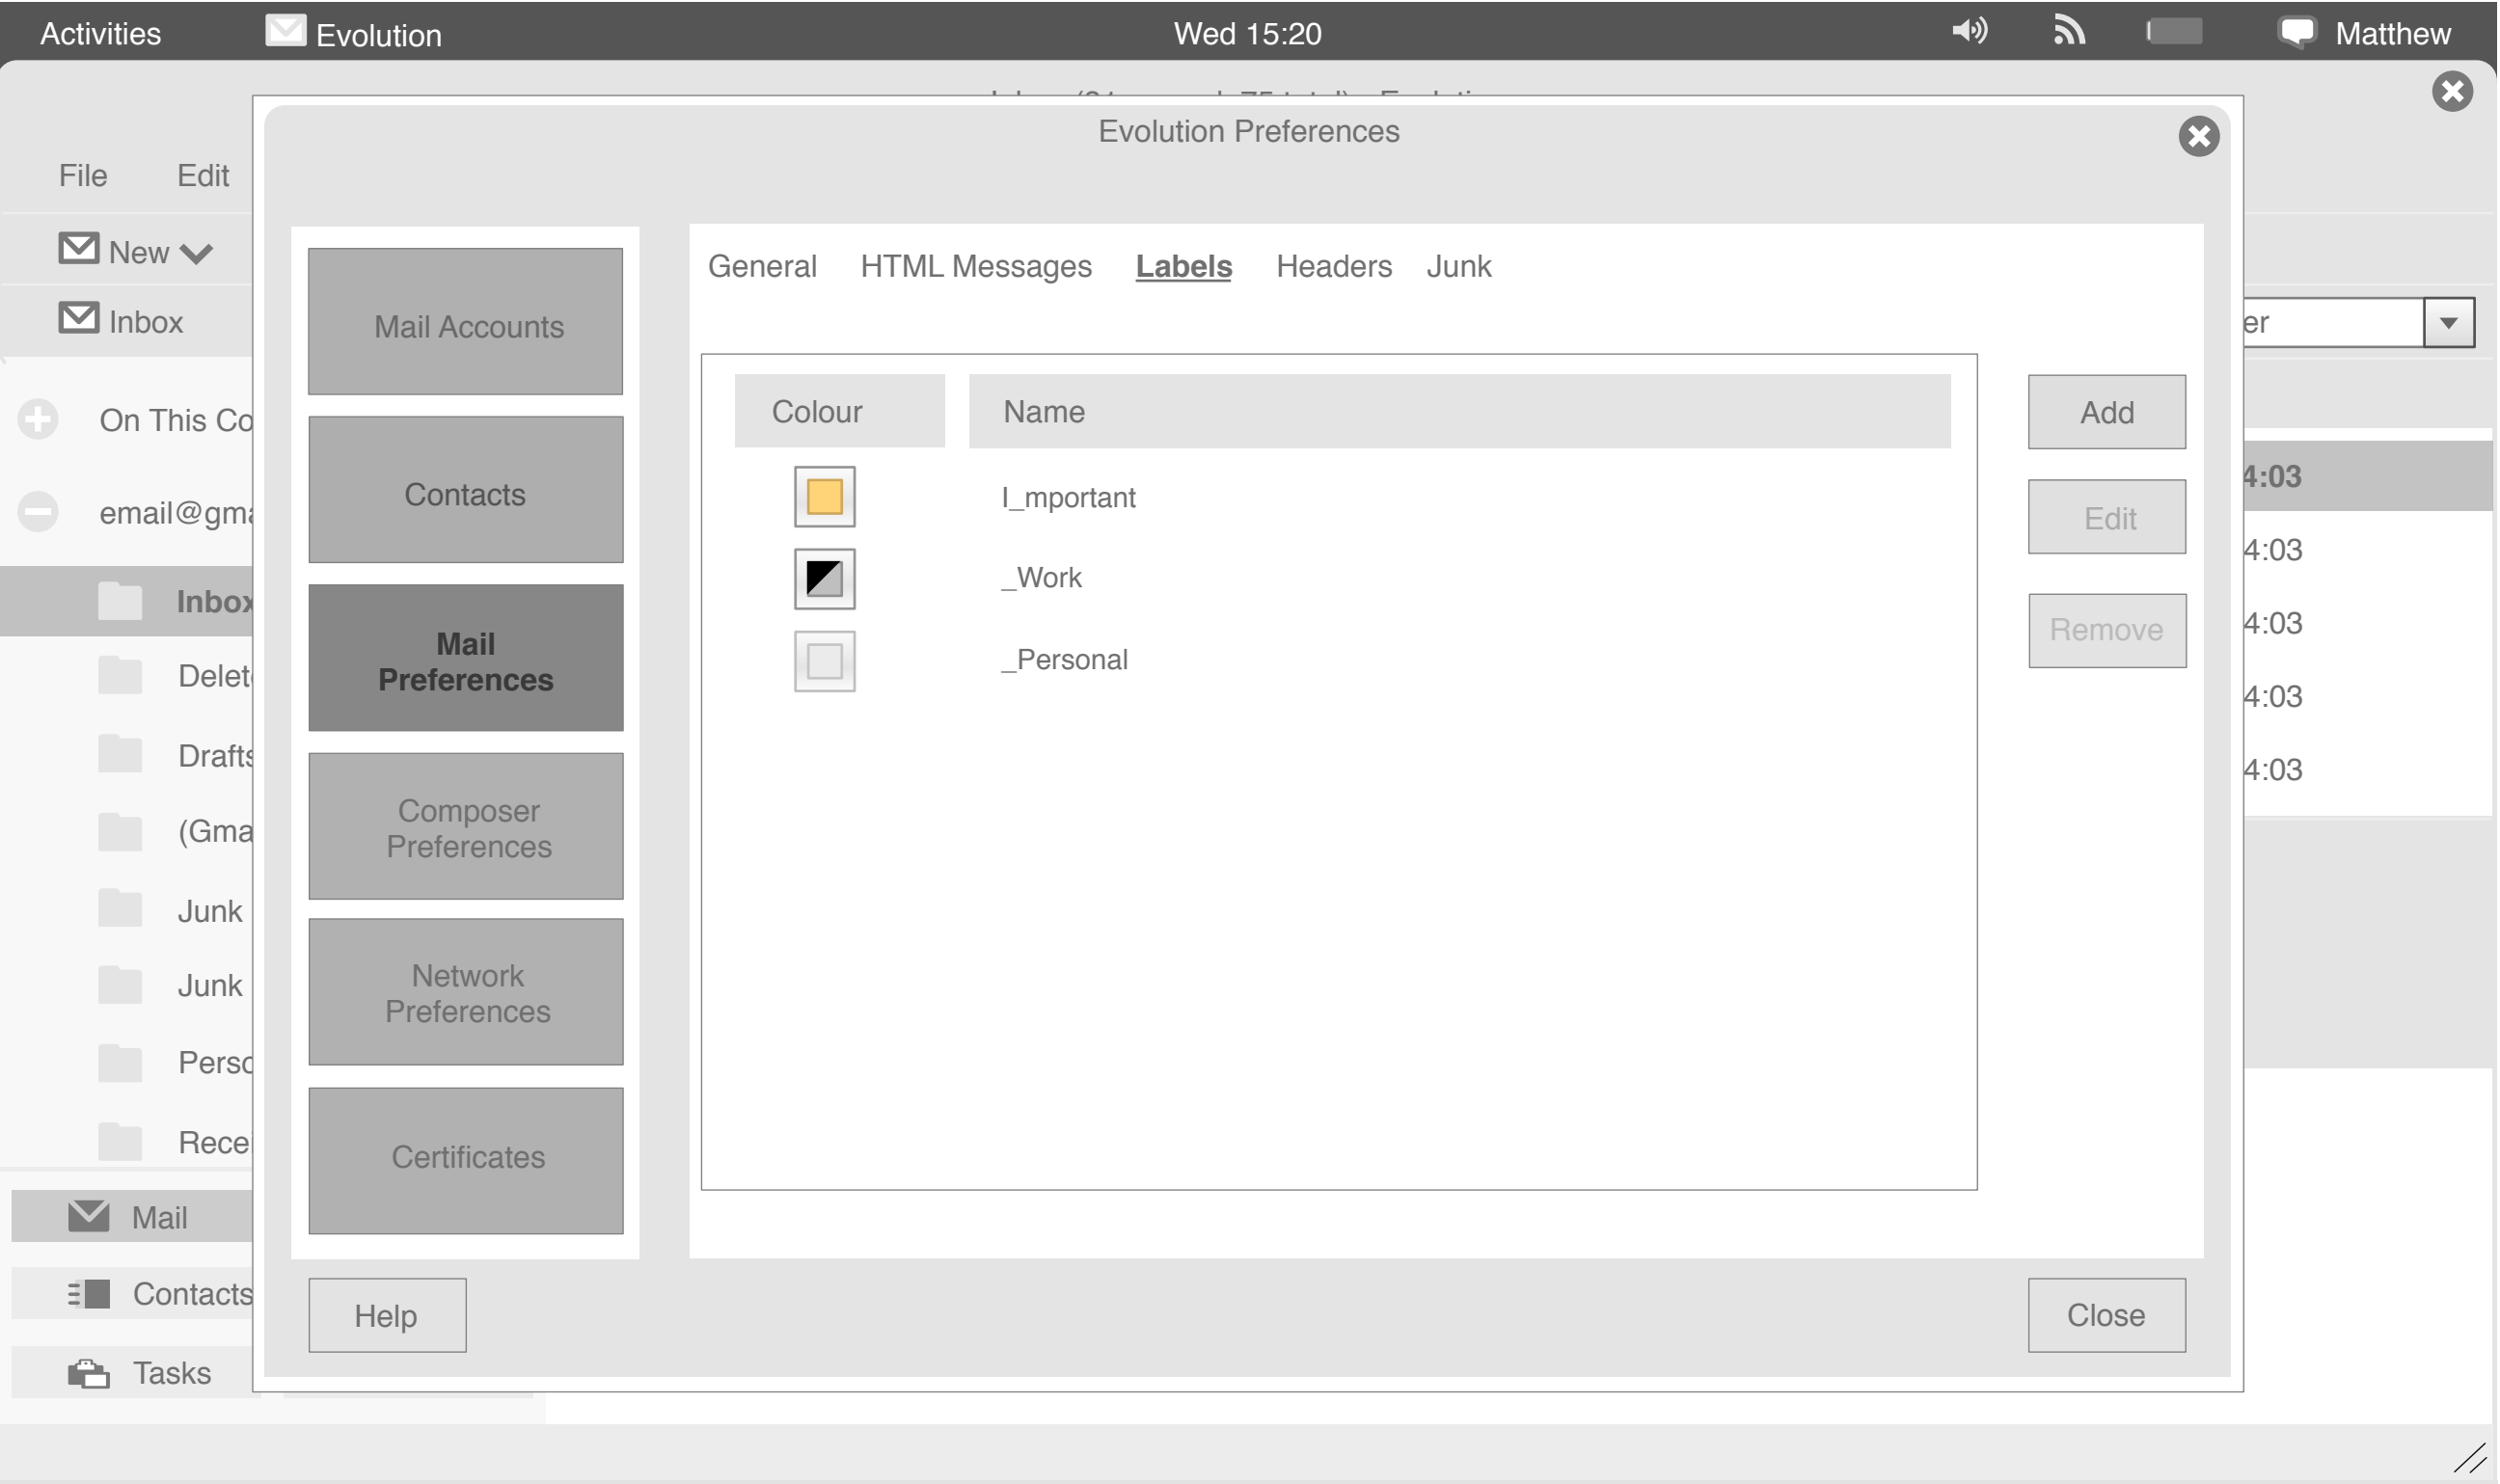 Activities Evolution Wed 15:20 Matthew
Evolution Preferences
File Edit
New
Inbox
On This Co
email@gma
Inbox
Delet
Drafts
(Gma
Junk
Junk
Perso
Recei
Mail
Contacts
Tasks
Mail Accounts
Contacts
Mail
Preferences
Composer
Preferences
Network
Preferences
Certificates
General HTML Messages Labels Headers Junk
Colour Name
I_mportant
_Work
_Personal
Add
Edit
Remove
Help
Close
er
4:03
4:03
4:03
4:03
4:03